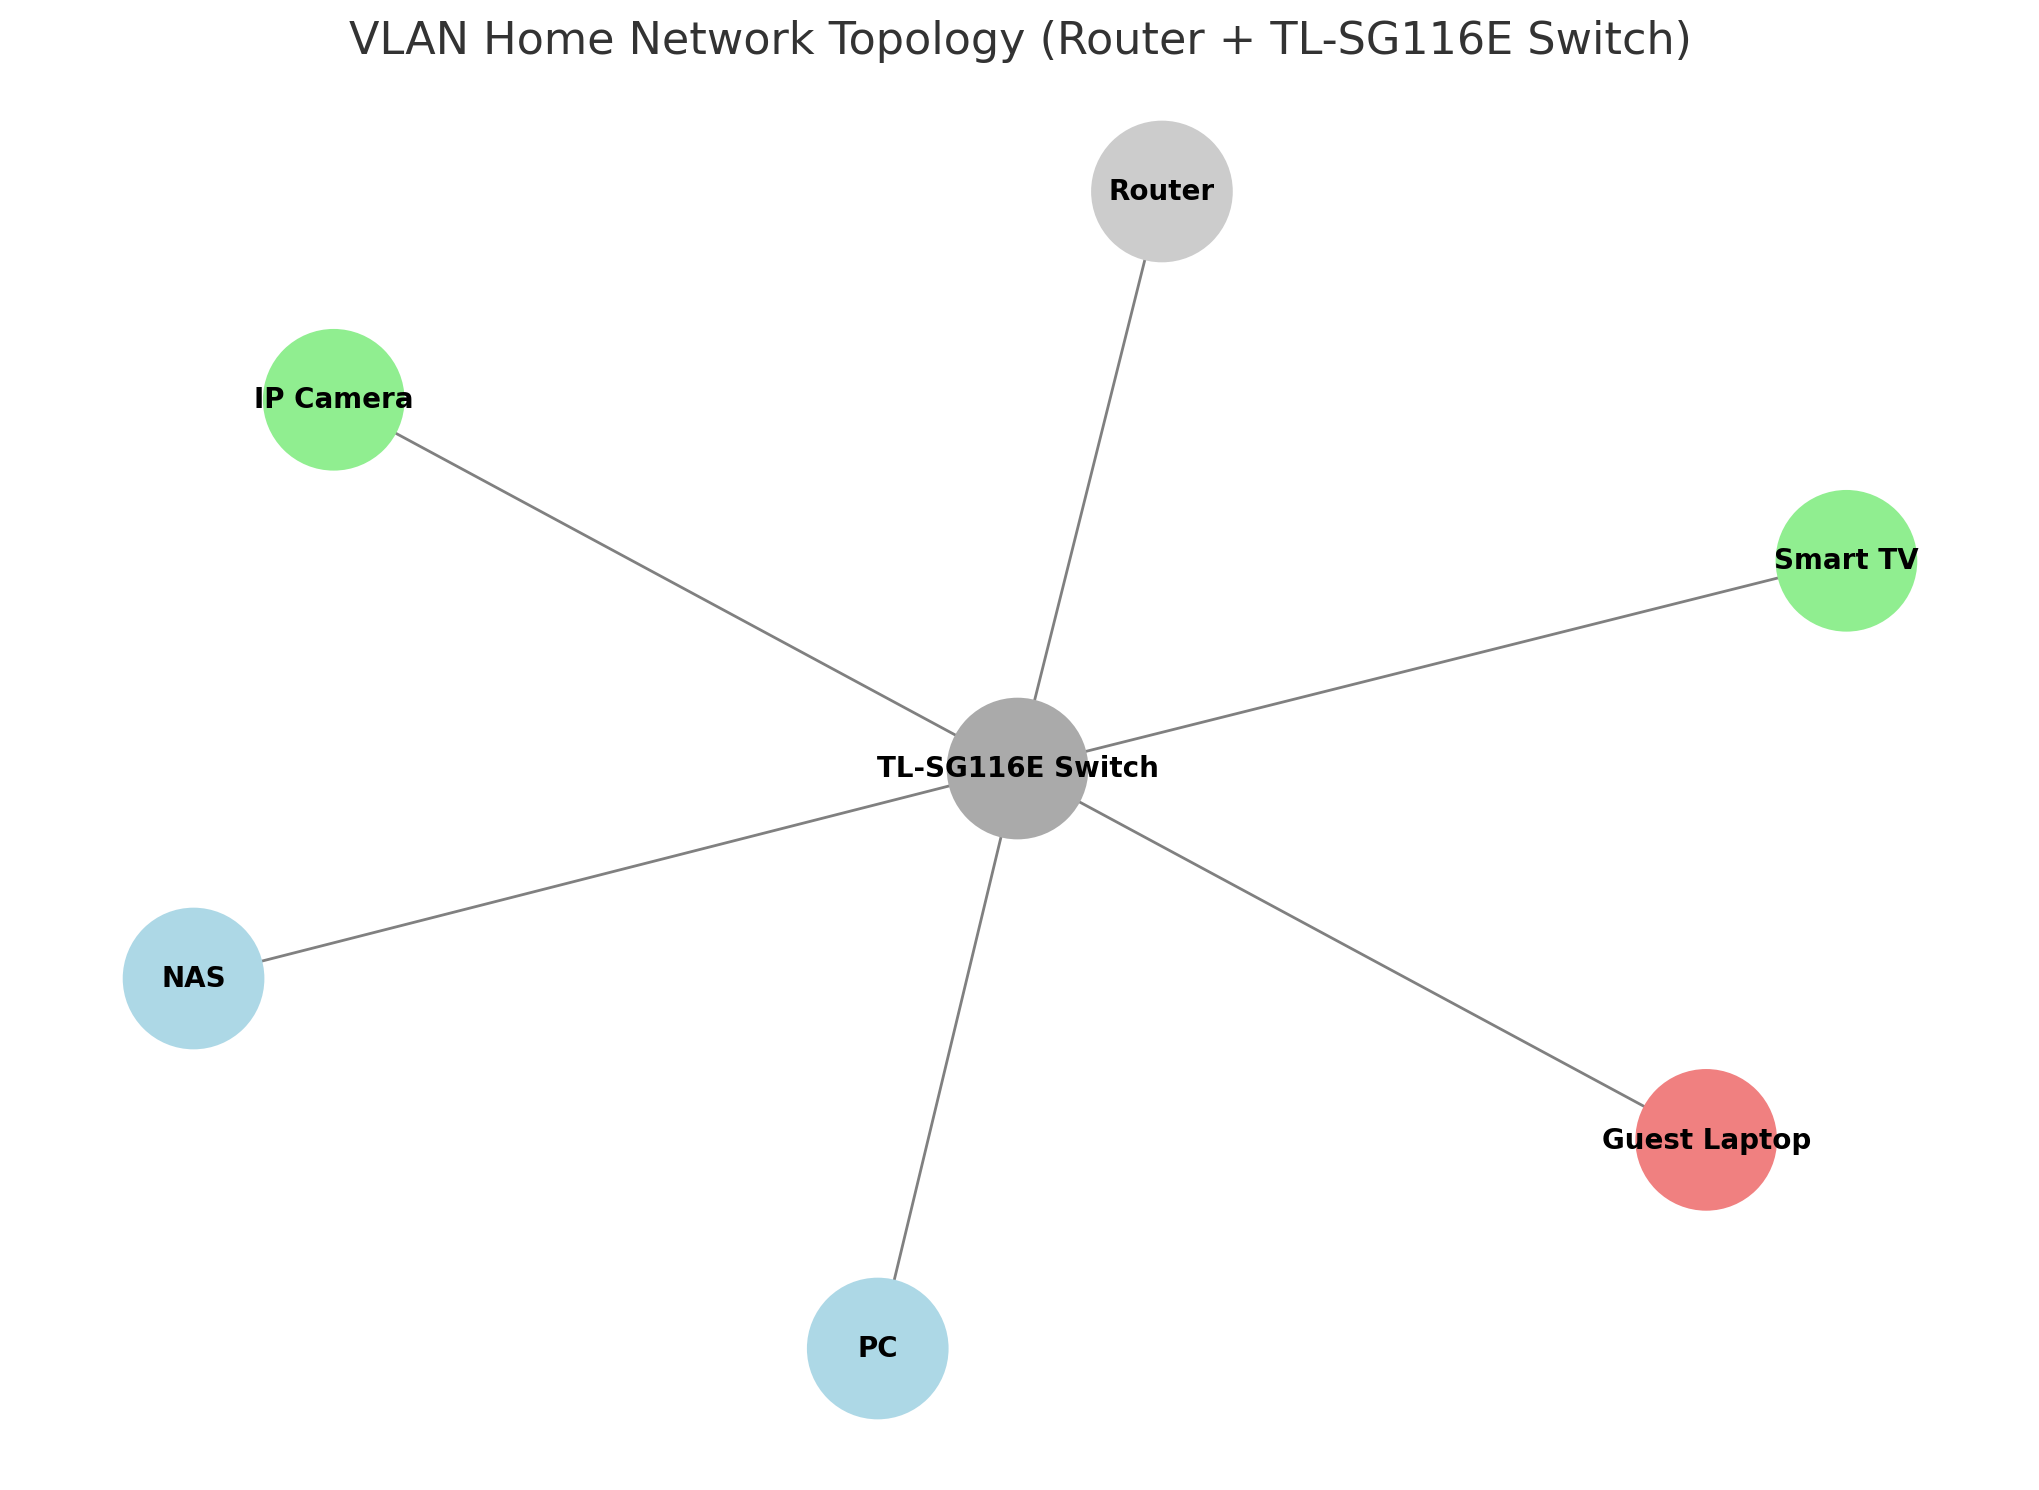 VLAN Home Network Topology (Router + TL-SG116E Switch)
Router
IP Camera
Smart TV
TL-SG116E Switch
NAS
Guest Laptop
PC